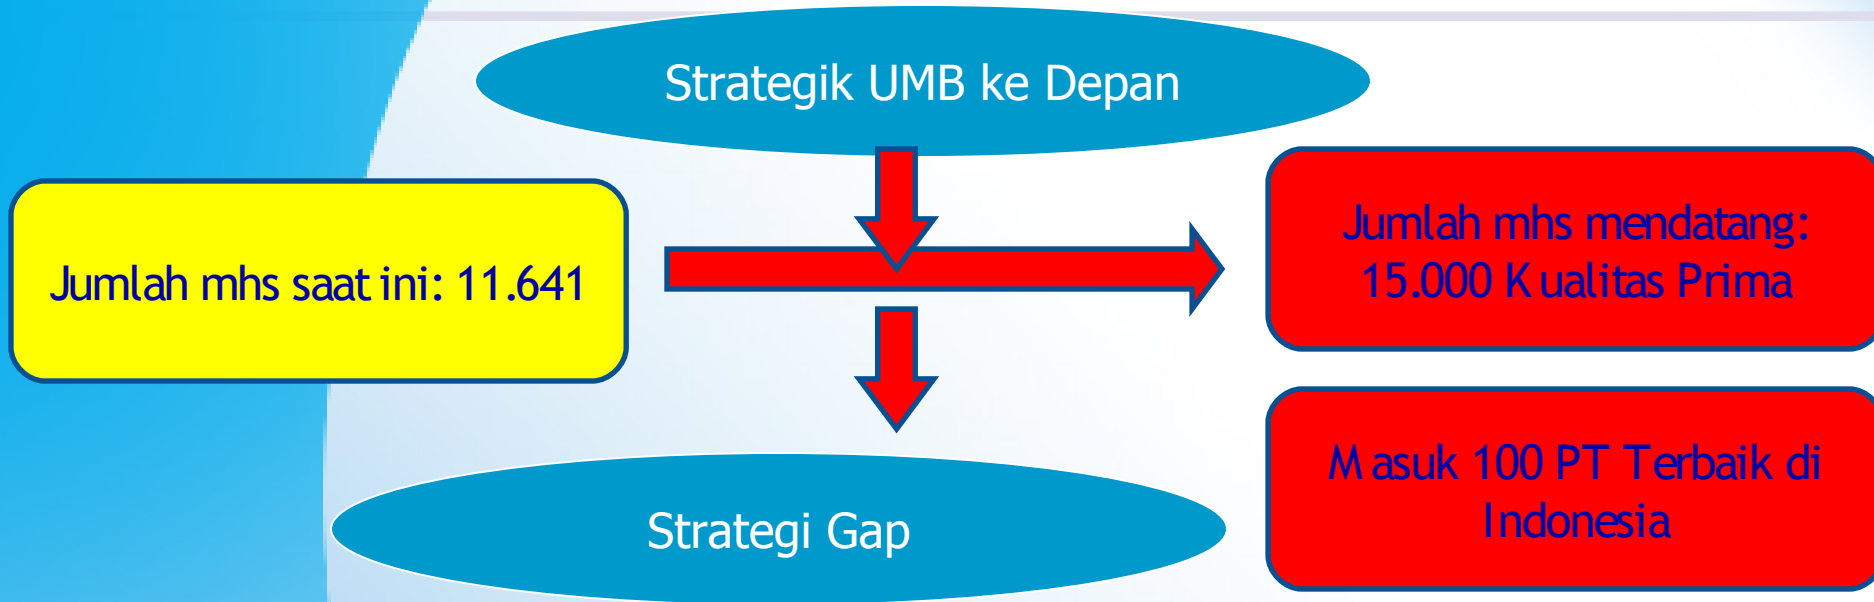 Strategik UMB ke Depan
Jumlah mhs saat ini: 11.641
Jumlah mhs mendatang:
15.000 Kualitas Prima
Masuk 100 PT Terbaik di
Indonesia
Strategi Gap